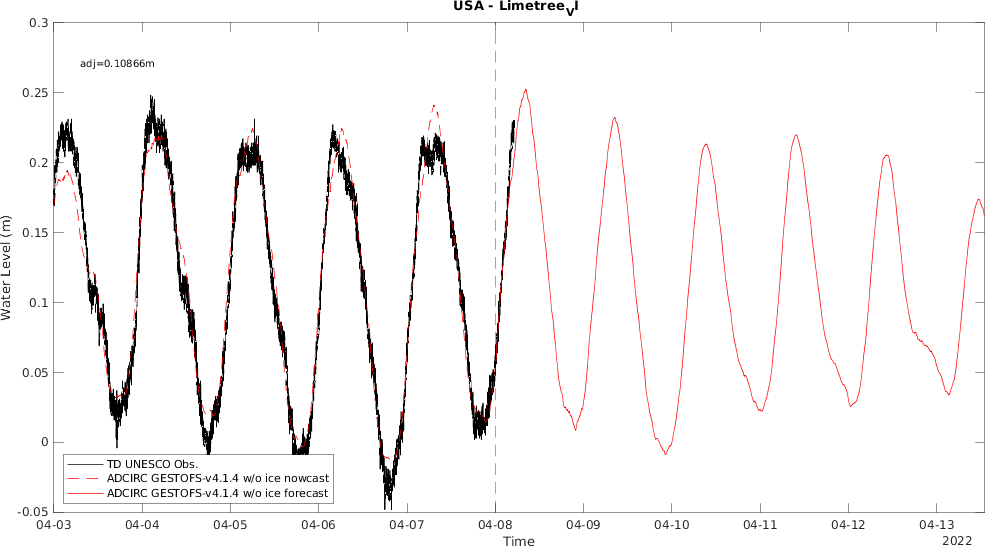 USA - Limetree_VI
adj=0.10866m
0.3
0.25
0.2
0.15
0.1
0.05
0
-0.05
Water Level (m)
TD UNESCO Obs.
ADCIRC GESTOFS-v4.1.4 w/o ice nowcast
ADCIRC GESTOFS-v4.1.4 w/o ice forecast
04-03 04-04 04-05 04-06 04-07 04-08 04-09 04-10 04-11 04-12 04-13
Time
2022